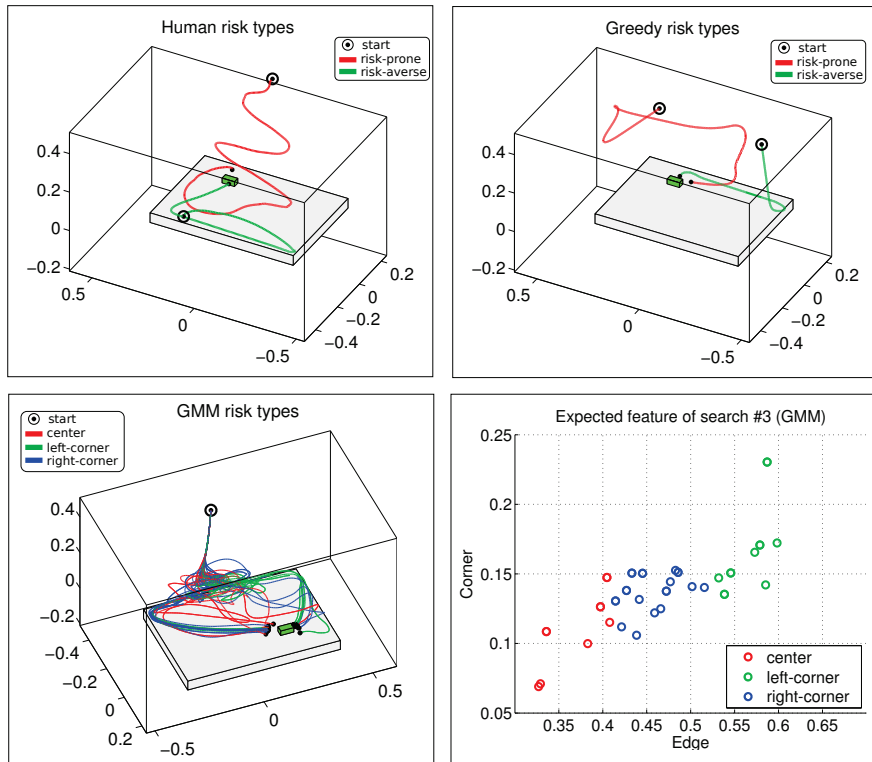 Human risk types
start
risk-prone
risk-averse
0.4
0.2
0
−0.2
0.5
0
−0.5
−0.4
−0.2
0
0.2
Greedy risk types
start
risk-prone
risk-averse
0.4
0.2
0
−0.2
0.5
0
−0.5
−0.4
−0.2
0
0.2
GMM risk types
start
center
left-corner
right-corner
0.4
0.2
0
−0.2
−0.4
−0.2
0
0.2
−0.5
0
0.5
Expected feature of search #3 (GMM)
0.25
0.2
0.15
0.1
0.05
Corner
center
left-corner
right-corner
0.35 0.4 0.45 0.5 0.55 0.6 0.65
Edge